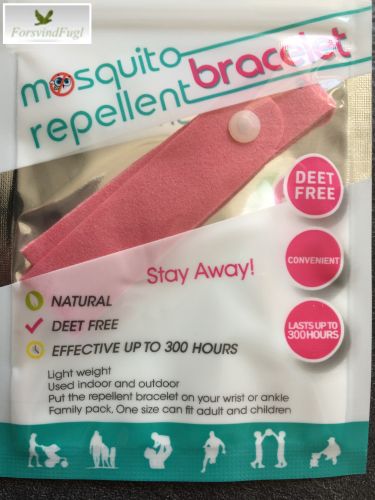 ForsvindFugl
mosquito
repellent bracelet
DEET
FREE
CONVENIENT
LASTS UP TO
300HOURS
Stay Away!
NATURAL
DEET FREE
EFFECTIVE UP TO 300 HOURS
Light weight
Used indoor and outdoor
Put the repellent bracelet on your wrist or ankle
Family pack, One size can fit adult and children